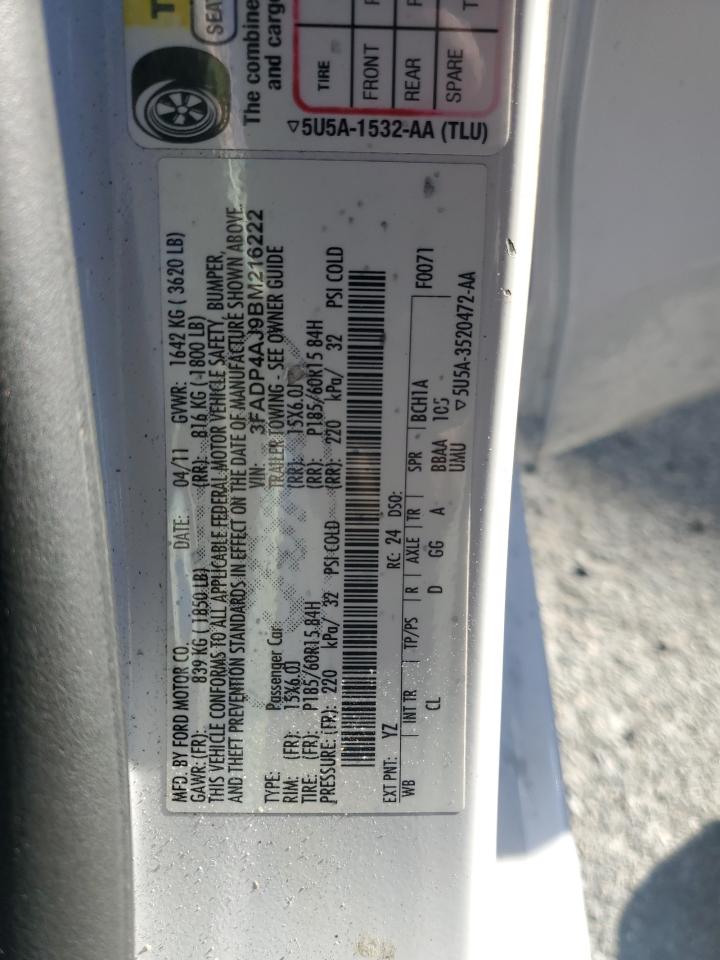 T
SEAT
The combine
and cargo
TIRE
FRONT
REAR
SPARE
5U5A-1532-AA (TLU)
MFD. BY FORD MOTOR CO.
DATE: 04/11 GVWR: 1642 KG ( 3620 LB)
GAWR: (FR): 839 KG ( 1850 LB) (RR): 816 KG ( 1800 LB)
THIS VEHICLE CONFORMS TO ALL APPLICABLE FEDERAL MOTOR VEHICLE SAFETY, BUMPER,
AND THEFT PREVENTION STANDARDS IN EFFECT ON THE DATE OF MANUFACTURE SHOWN ABOVE.
VIN: 3FADP4AJ9BM216222
TYPE: Passenger Car TRAILER TOWING - SEE OWNER GUIDE
RIM: (FR): 15X6.0J (RR): 15X6.0J
TIRE: (FR): P185/60R15 84H (RR): P185/60R15 84H
PRESSURE: (FR): 220 kPa/ 32 PSI COLD (RR): 220 kPa/ 32 PSI COLD
EXT PNT: YZ RC: 24 DSO: F0071
WB INT TR TP/PS R AXLE TR SPR BCH1A
CL D GG A BBAA 105
UMU 5U5A-3520472-AA